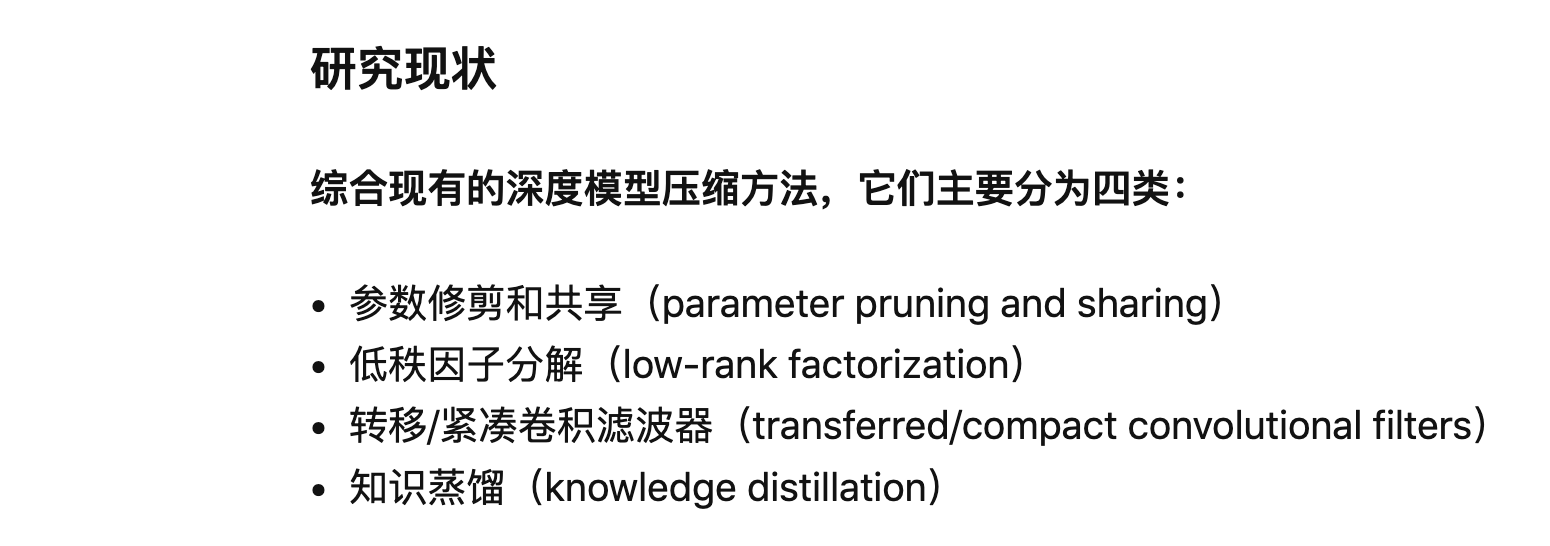 研究现状
综合现有的深度模型压缩方法，它们主要分为四类：
• 参数修剪和共享（parameter pruning and sharing）
• 低秩因子分解（low-rank factorization）
• 转移/紧凑卷积滤波器（transferred/compact convolutional filters）
• 知识蒸馏（knowledge distillation）